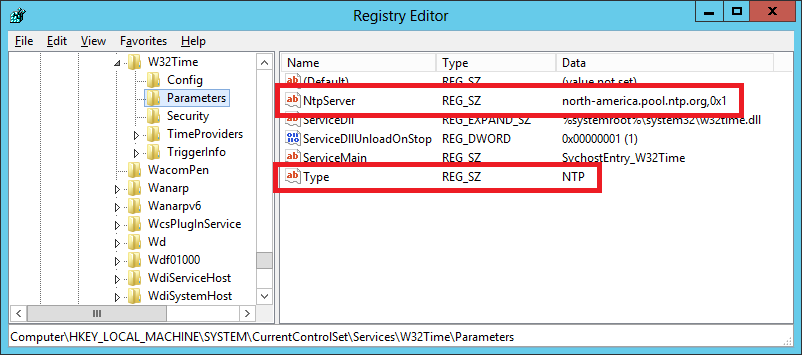 Registry Editor
File Edit View Favorites Help
W32Time
Config
Parameters
Security
TimeProviders
TriggerInfo
WacomPen
Wanarp
Wanarpv6
WcsPlugInService
Wd
Wdf01000
WdiServiceHost
WdiSystemHost
Name Type Data
(Default) REG_SZ (value not set)
NtpServer REG_SZ north-america.pool.ntp.org,0x1
ServiceDll REG_EXPAND_SZ %systemroot%\system32\w32time.dll
ServiceDllUnloadOnStop REG_DWORD 0x00000001 (1)
ServiceMain REG_SZ SvchostEntry_W32Time
Type REG_SZ NTP
Computer\HKEY_LOCAL_MACHINE\SYSTEM\CurrentControlSet\Services\W32Time\Parameters